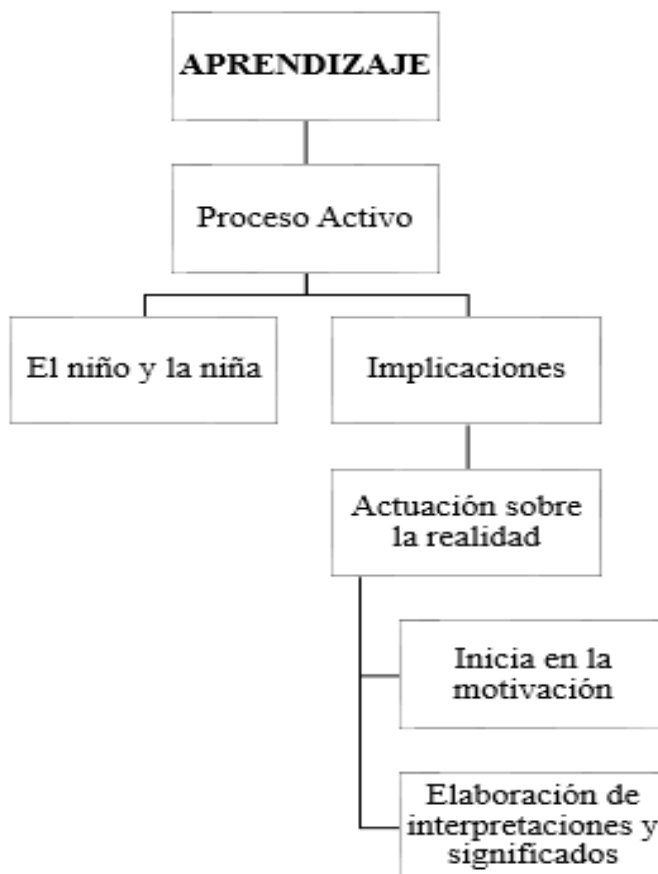 APRENDIZAJE
Proceso Activo
El niño y la niña
Implicaciones
Actuación sobre
la realidad
Inicia en la
motivación
Elaboración de
interpretaciones y
significados